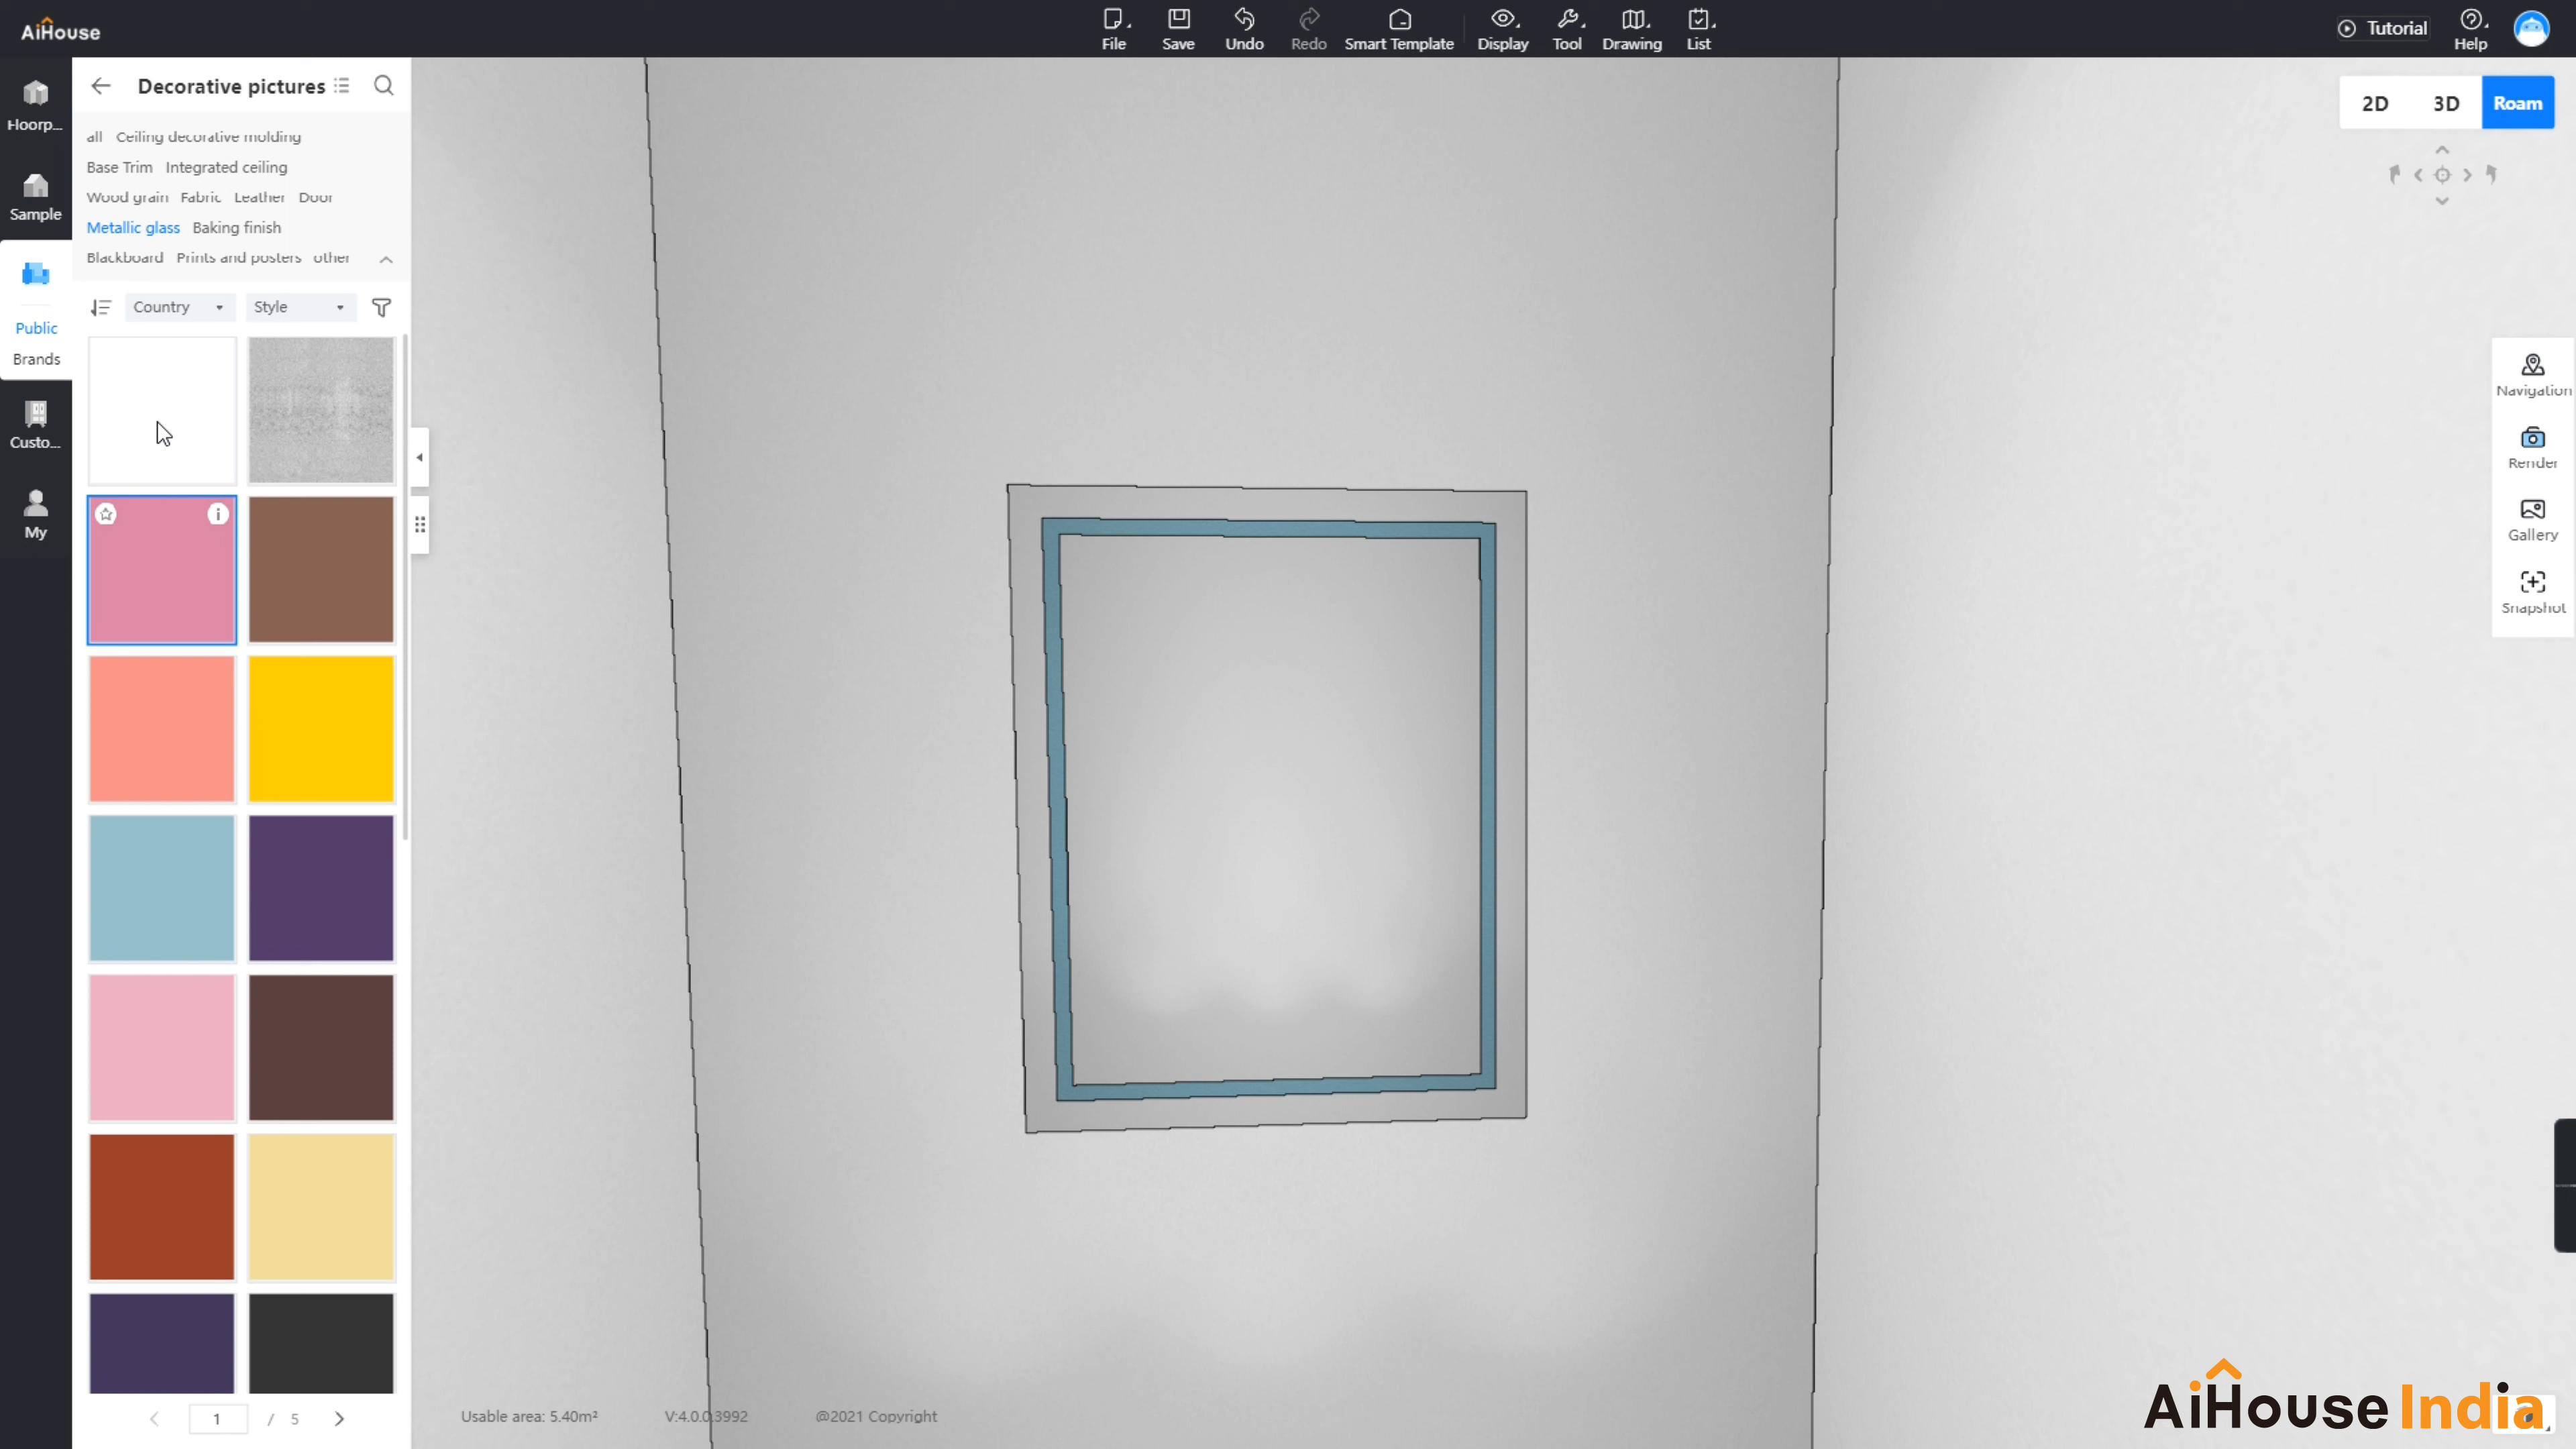 AiHouse
File
Save
Undo
Redo
Smart Template
Display
Tool
Drawing
List
Tutorial
Help
Hoorp...
Sample
Public
Brands
Custo...
My
Decorative pictures
all Ceiling decorative molding
Base Trim Integrated ceiling
Wood grain Fabric Leather Door
Metallic glass Baking finish
Blackboard Prints and posters other
Country
Style
2D
3D
Roam
Navigation
Render
Gallery
Snapshot
1 / 5
Usable area: 5.40m²
V:4.0.0.3992
@2021 Copyright
AiHouse India